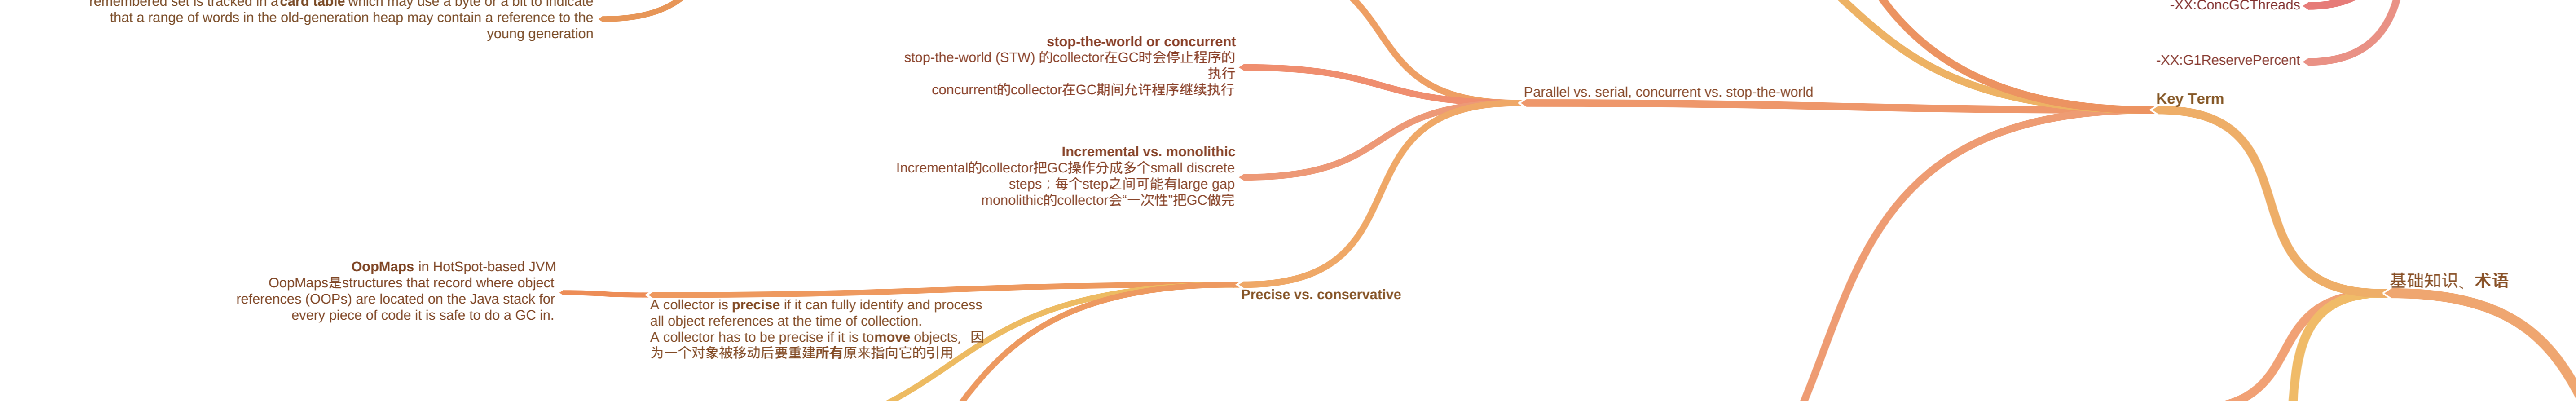 remembered set is tracked in a card table which may use a byte or a bit to indicate
that a range of words in the old-generation heap may contain a reference to the
young generation
stop-the-world or concurrent
stop-the-world (STW) 的collector在GC时会停止程序的
执行
concurrent的collector在GC期间允许程序继续执行
Incremental vs. monolithic
Incremental的collector把GC操作分成多个small discrete
steps；每个step之间可能有large gap
monolithic的collector会“一次性”把GC做完
OopMaps in HotSpot-based JVM
OopMaps是structures that record where object
references (OOPs) are located on the Java stack for
every piece of code it is safe to do a GC in.
A collector is precise if it can fully identify and process
all object references at the time of collection.
A collector has to be precise if it is to move objects，因
为一个对象被移动后要重建所有原来指向它的引用
Precise vs. conservative
Parallel vs. serial, concurrent vs. stop-the-world
-XX:ConcGCThreads
-XX:G1ReservePercent
Key Term
基础知识、术语